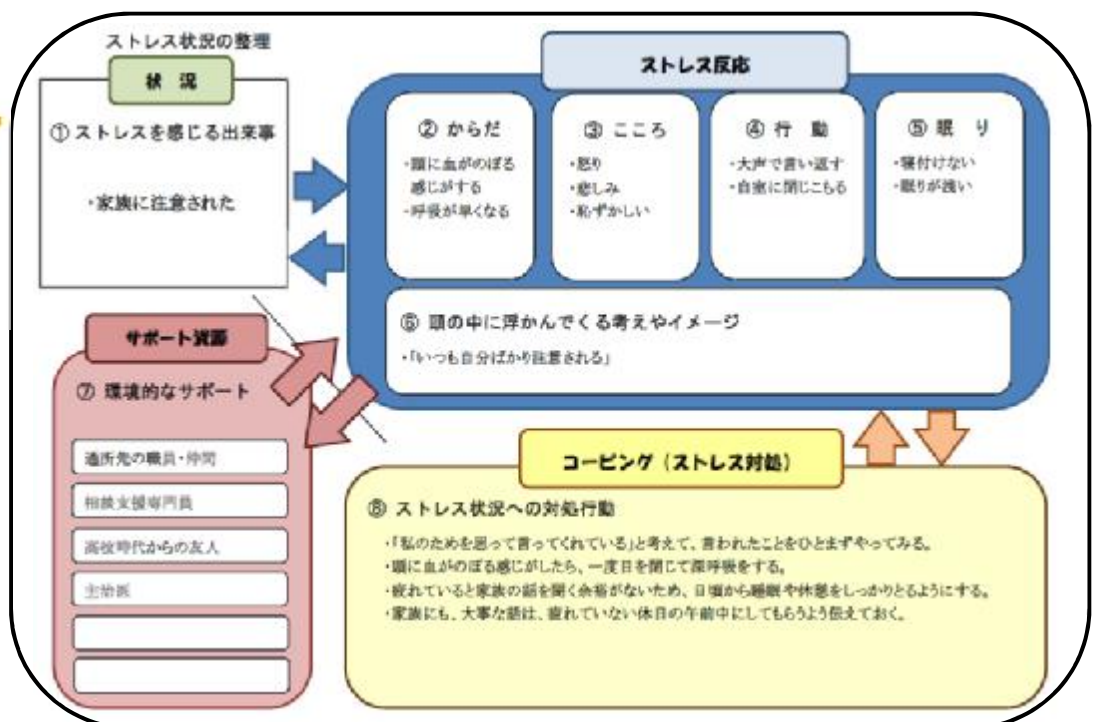 ストレス状況の整理
状 況
① ストレスを感じる出来事
・家族に注意された
ストレス反応
② からだ
・頭に血がのぼる
感じがする
・呼吸が早くなる
③ こころ
・怒り
・悲しみ
・恥ずかしい
④ 行 動
・大声で言い返す
・自室に閉じこもる
⑤ 眠 り
・寝付けない
・眠りが浅い
⑥ 頭の中に浮かんでくる考えやイメージ
・「いつも自分ばかり注意される」
サポート資源
⑦ 環境的なサポート
通所先の職員・仲間
相談支援専門員
高校時代からの友人
主治医
コーピング（ストレス対処）
⑧ ストレス状況への対処行動
・「私のためを思って言ってくれている」と考えて、言われたことをひとまずやってみる。
・頭に血がのぼる感じがしたら、一度目を閉じて深呼吸をする。
・疲れていると家族の話を聞く余裕がないため、日頃から睡眠や休憩をしっかりとるようにする。
・家族にも、大事な話は、疲れていない休日の午前中にしてもらうよう伝えておく。